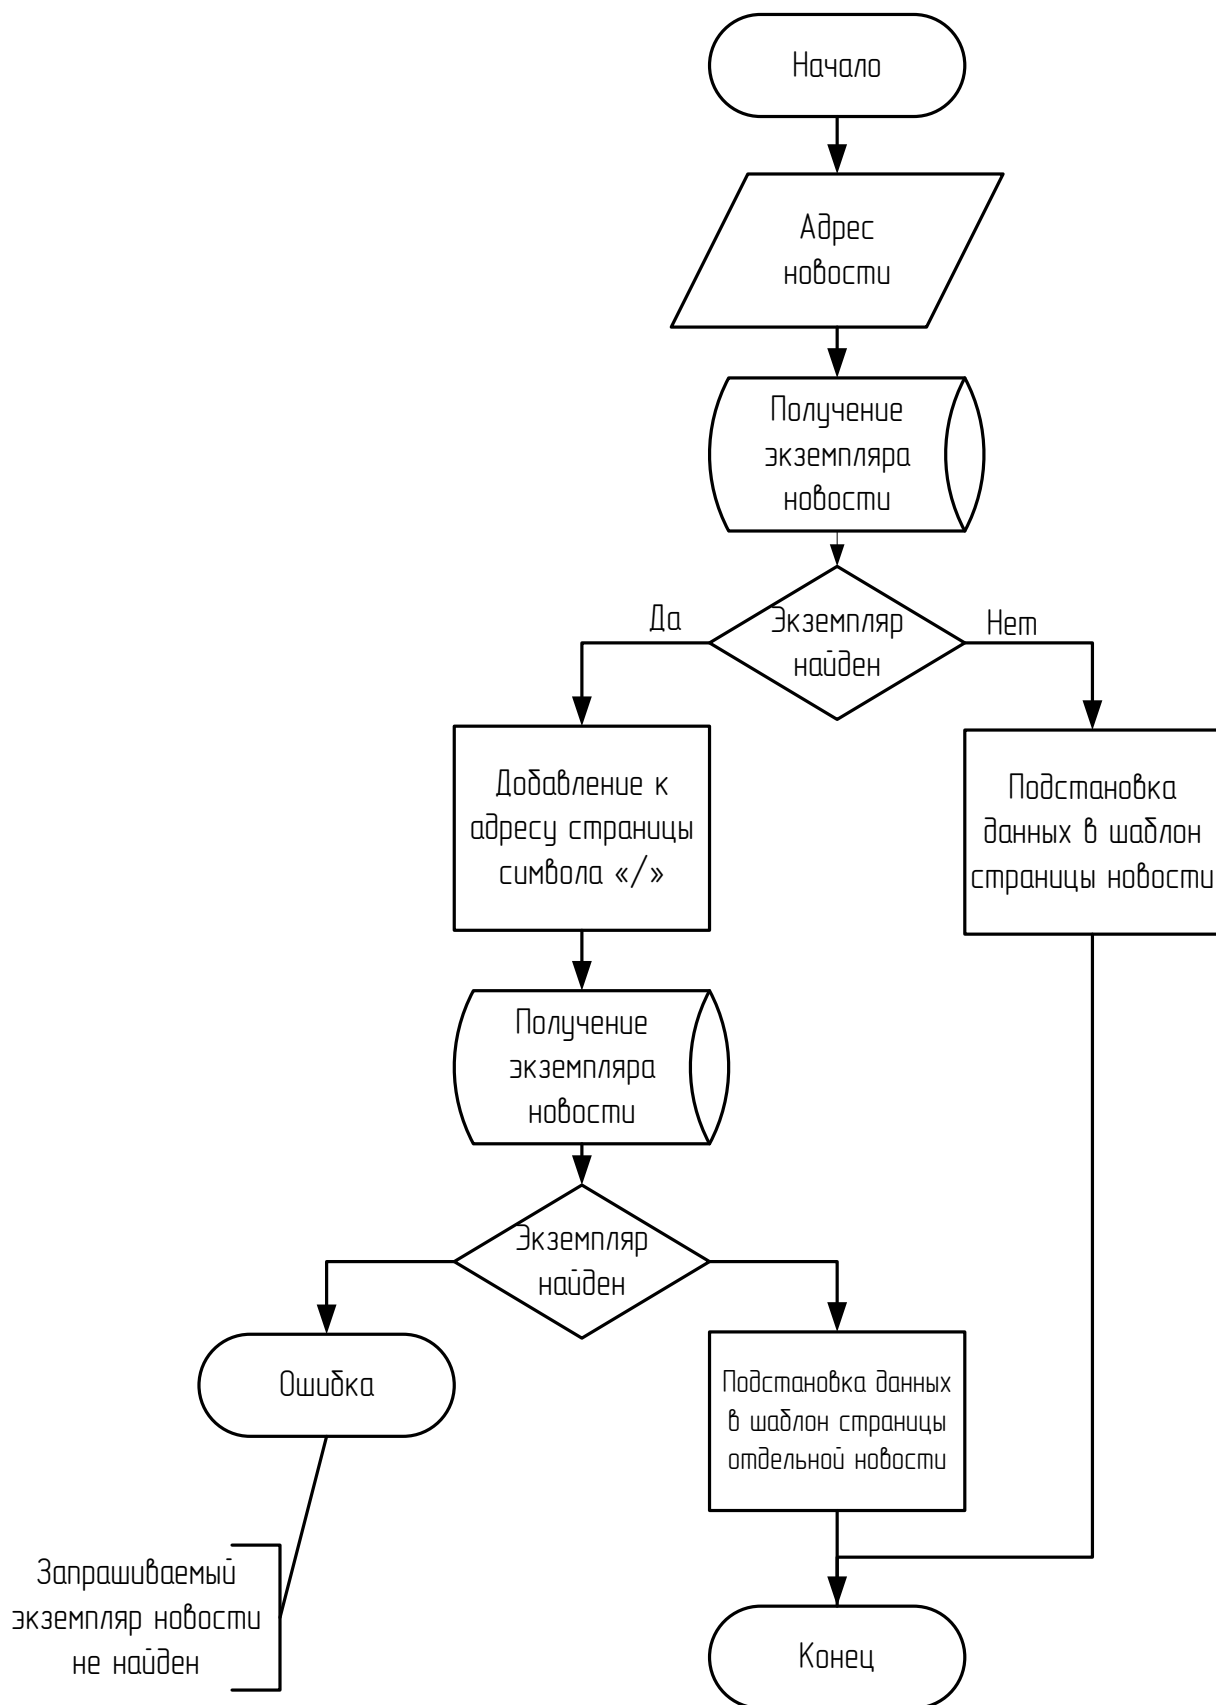 Начало
Адрес
новости
Получение
экземпляра
новости
Да
Экземпляр
найден
Нет
Добавление к
адресу страницы
символа «/»
Подстановка
данных в шаблон
страницы новости
Получение
экземпляра
новости
Экземпляр
найден
Ошибка
Подстановка данных
в шаблон страницы
отдельной новости
Запрашиваемый
экземпляр новости
не найден
Конец